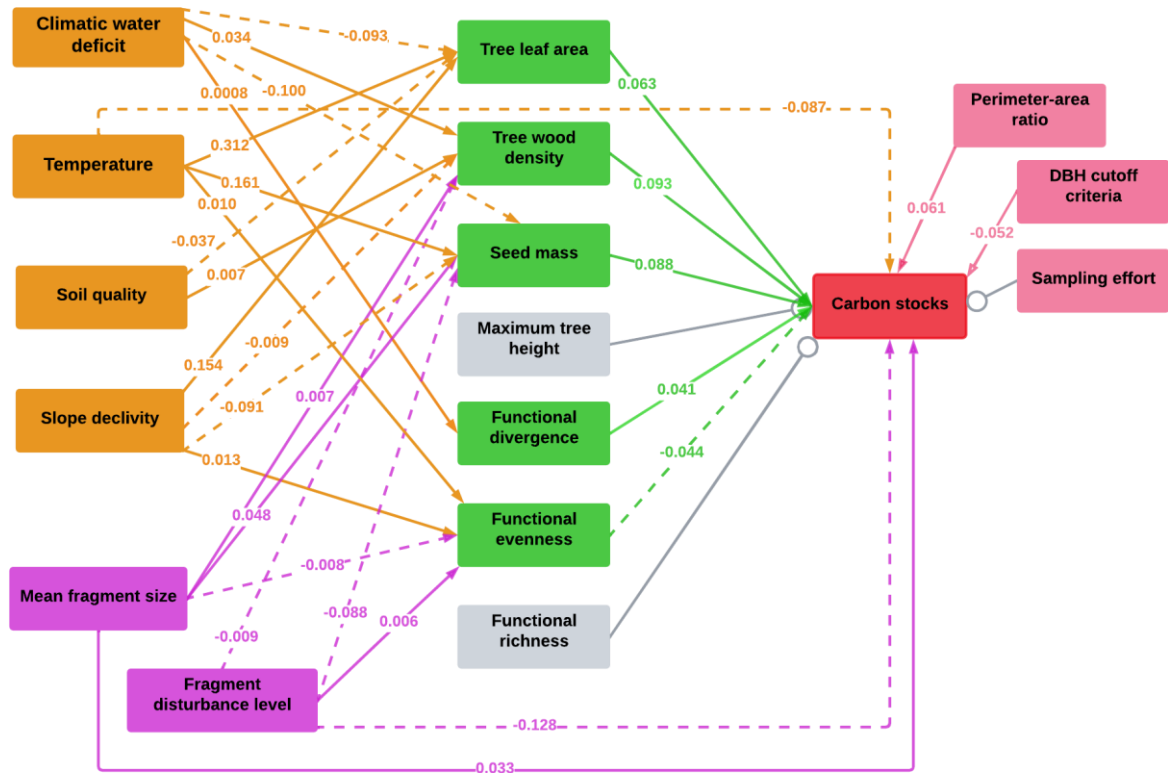 Climatic water
deficit
Temperature
Soil quality
Slope declivity
Mean fragment size
Fragment
disturbance level
Tree leaf area
Tree wood
density
Seed mass
Maximum tree
height
Functional
divergence
Functional
evenness
Functional
richness
Carbon stocks
Perimeter-area
ratio
DBH cutoff
criteria
Sampling effort
-0.093
0.034
0.0008
-0.100
-0.087
0.312
0.161
0.010
-0.037
0.007
-0.009
0.154
-0.091
0.007
0.013
0.048
-0.008
-0.088
0.006
-0.009
-0.128
0.033
0.063
0.093
0.088
0.041
-0.044
0.061
-0.052